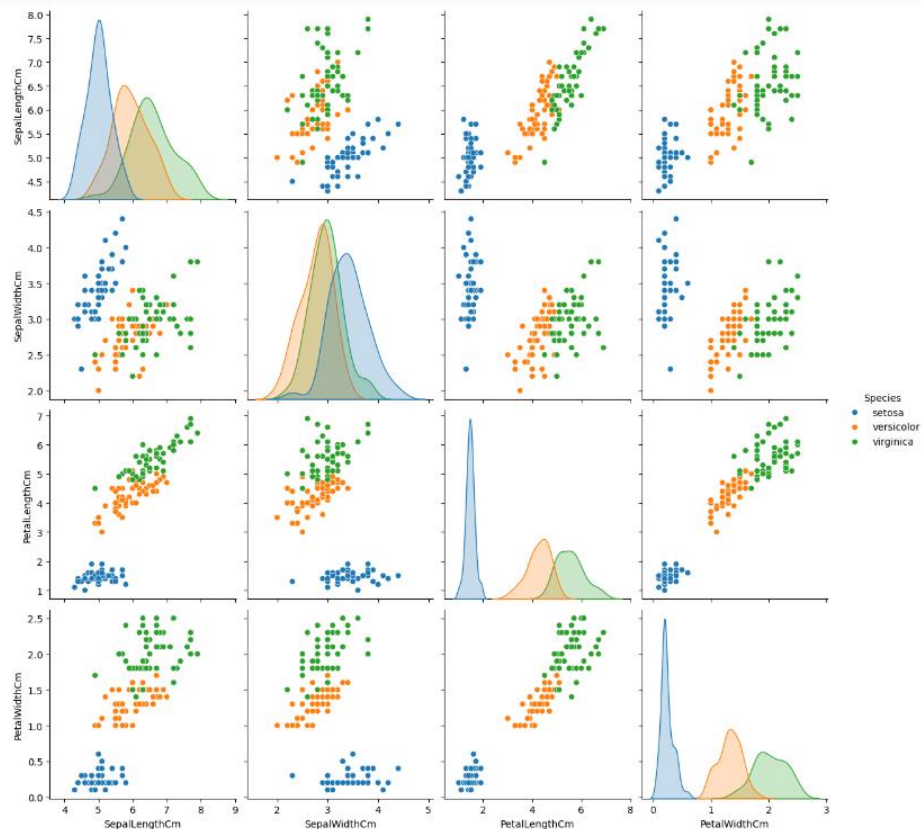 8.0
7.5
7.0
6.5
6.0
5.5
5.0
4.5
SepalLengthCm
4.5
4.0
3.5
3.0
2.5
2.0
SepalWidthCm
7
6
5
4
3
2
1
PetalLengthCm
2.5
2.0
1.5
1.0
0.5
0.0
PetalWidthCm
4 5 6 7 8 9
SepalLengthCm
2 3 4 5
SepalWidthCm
2 4 6 8
PetalLengthCm
0 1 2 3
PetalWidthCm
Species
setosa
versicolor
virginica